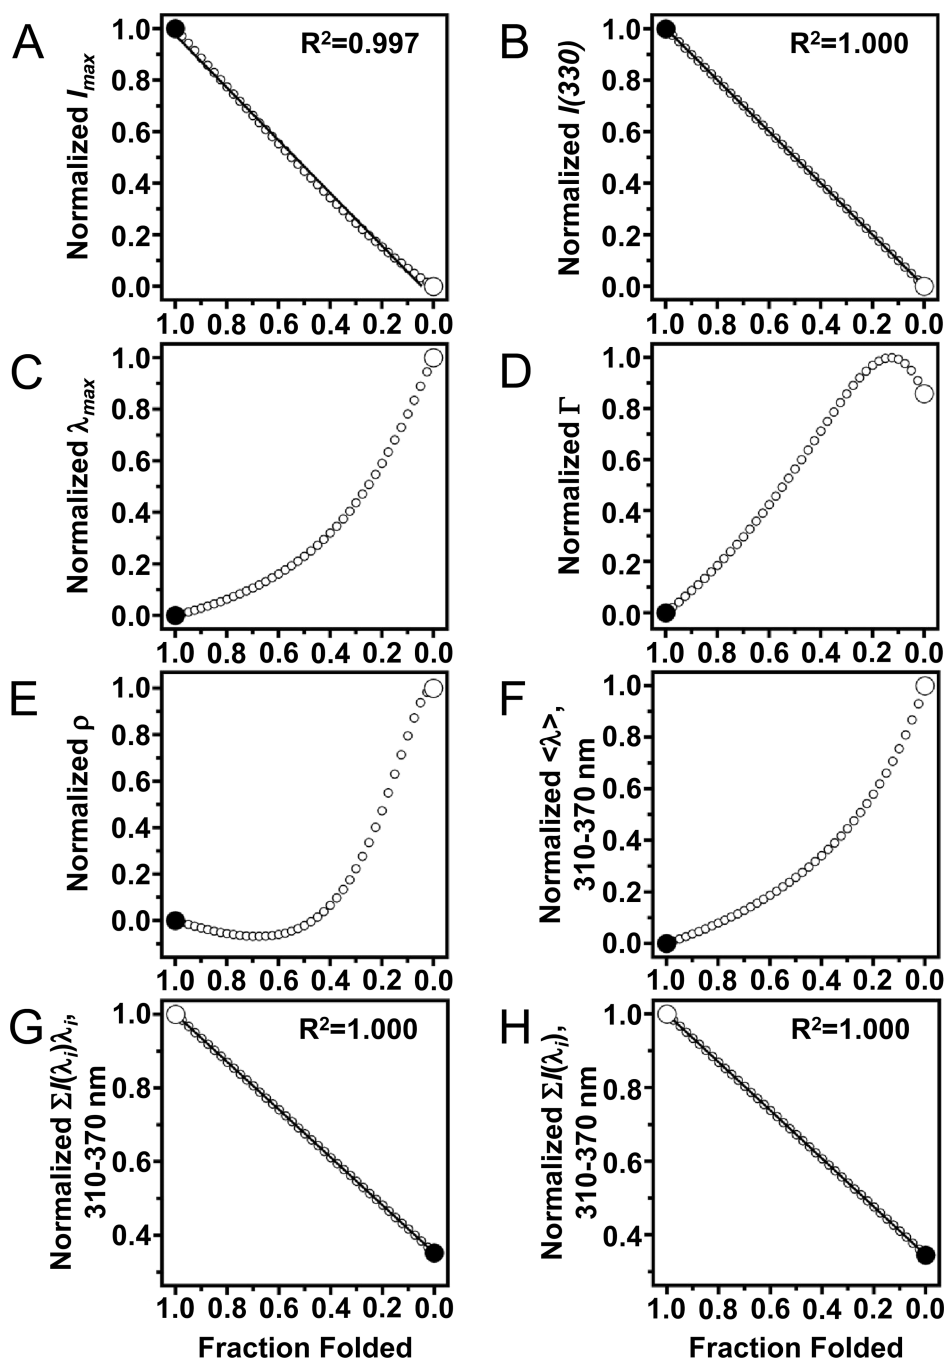 A
Normalized Imax
R²=0.997
1.0
0.8
0.6
0.4
0.2
0.0
1.0 0.8 0.6 0.4 0.2 0.0
B
Normalized I(330)
R²=1.000
1.0
0.8
0.6
0.4
0.2
0.0
1.0 0.8 0.6 0.4 0.2 0.0
C
Normalized λmax
1.0
0.8
0.6
0.4
0.2
0.0
1.0 0.8 0.6 0.4 0.2 0.0
D
Normalized Γ
1.0
0.8
0.6
0.4
0.2
0.0
1.0 0.8 0.6 0.4 0.2 0.0
E
Normalized ρ
1.0
0.8
0.6
0.4
0.2
0.0
1.0 0.8 0.6 0.4 0.2 0.0
F
Normalized <λ>,
310-370 nm
1.0
0.8
0.6
0.4
0.2
0.0
1.0 0.8 0.6 0.4 0.2 0.0
G
Normalized ΣI(λi)λi,
310-370 nm
R²=1.000
1.0
0.8
0.6
0.4
1.0 0.8 0.6 0.4 0.2 0.0
Fraction Folded
H
Normalized ΣI(λi),
310-370 nm
R²=1.000
1.0
0.8
0.6
0.4
1.0 0.8 0.6 0.4 0.2 0.0
Fraction Folded